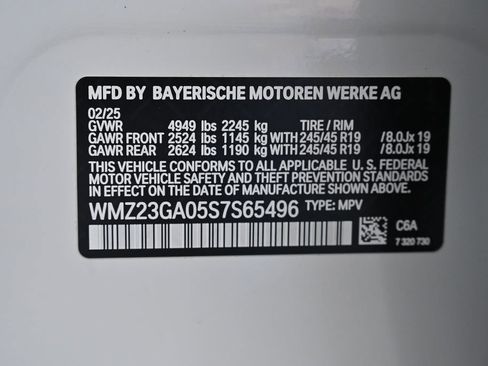 MFD BY BAYERISCHE MOTOREN WERKE AG
02/25
GVWR 4949 lbs 2245 kg TIRE / RIM
GAWR FRONT 2524 lbs 1145 kg WITH 245/45 R19 /8.0Jx 19
GAWR REAR 2624 lbs 1190 kg WITH 245/45 R19 /8.0Jx 19
THIS VEHICLE CONFORMS TO ALL APPLICABLE U. S. FEDERAL
MOTOR VEHICLE SAFETY, BUMPER, AND THEFT PREVENTION
STANDARDS IN EFFECT ON THE DATE OF MANUFACTURE SHOWN ABOVE.
WMZ23GA05S7S65496 TYPE: MPV
C6A
7 320 730